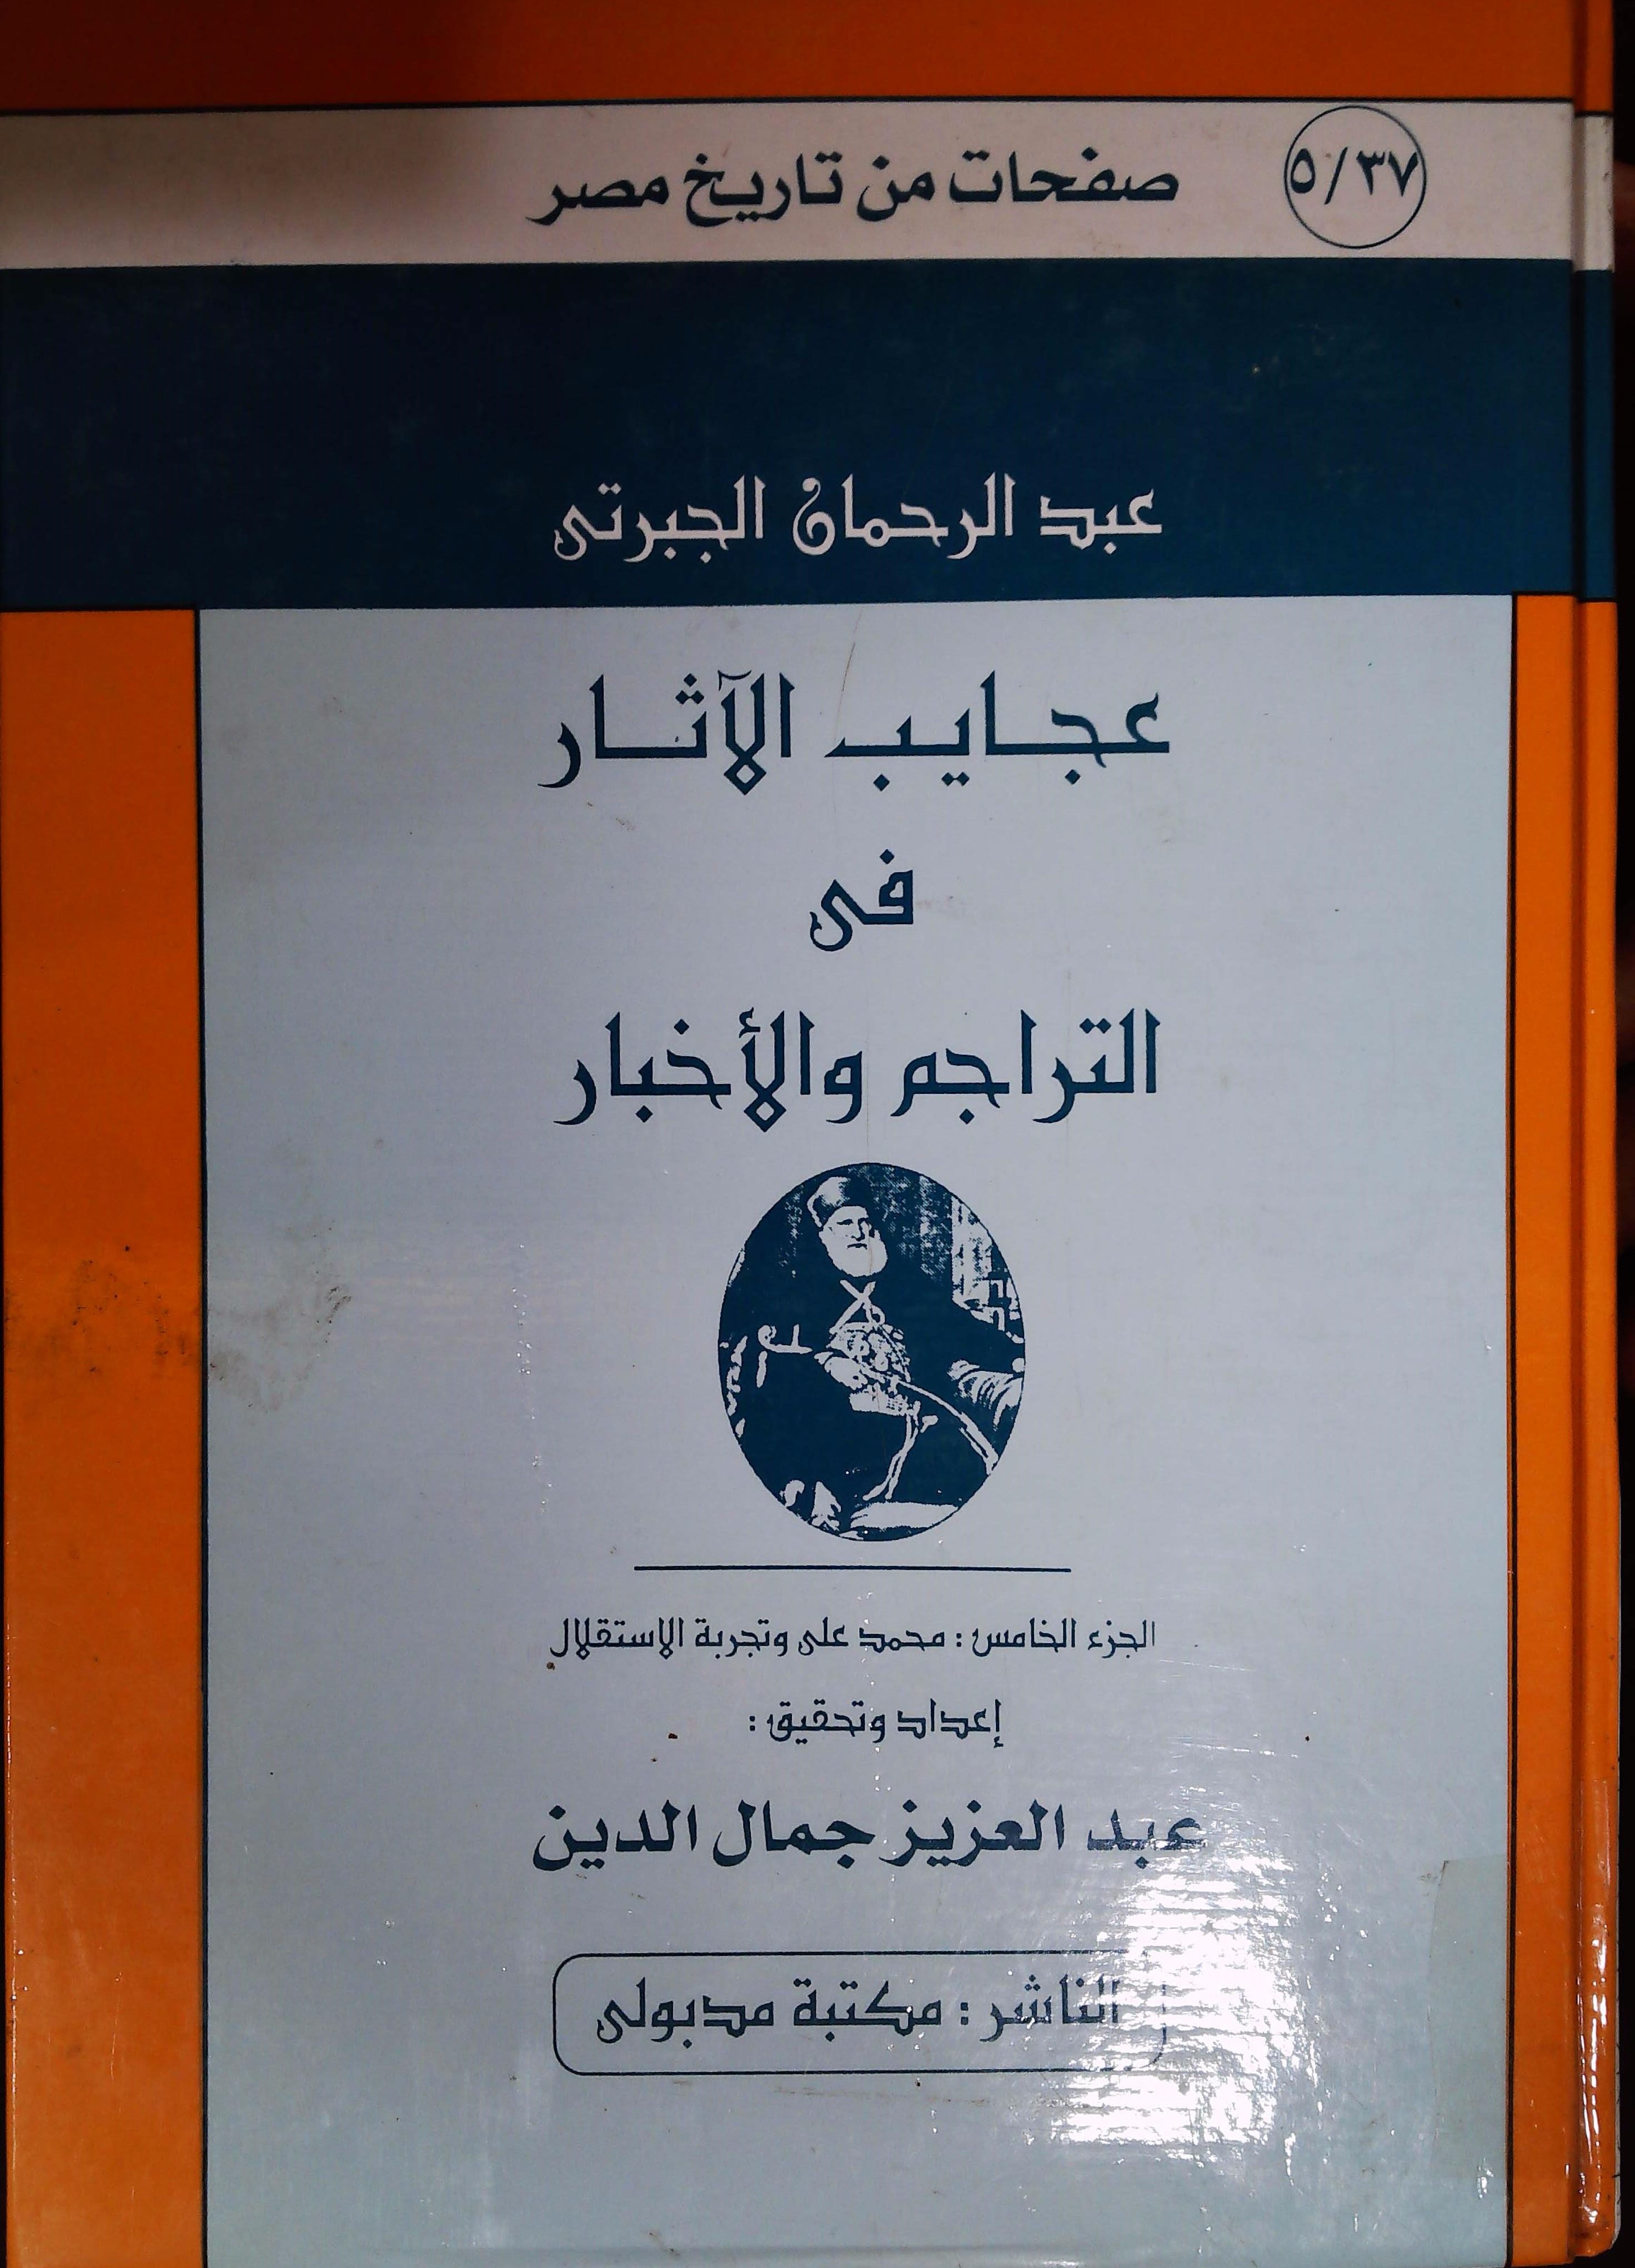 صفحات من تاريخ مصر
٥/٣٧
عبد الرحمان الجبرتى
عجايب الآثار
فى
التراجم والأخبار
الجزء الخامس : محمد على وتجربة الاستقلال
إعداد وتحقيق :
عبد العزيز جمال الدين
الناشر : مكتبة مدبولى